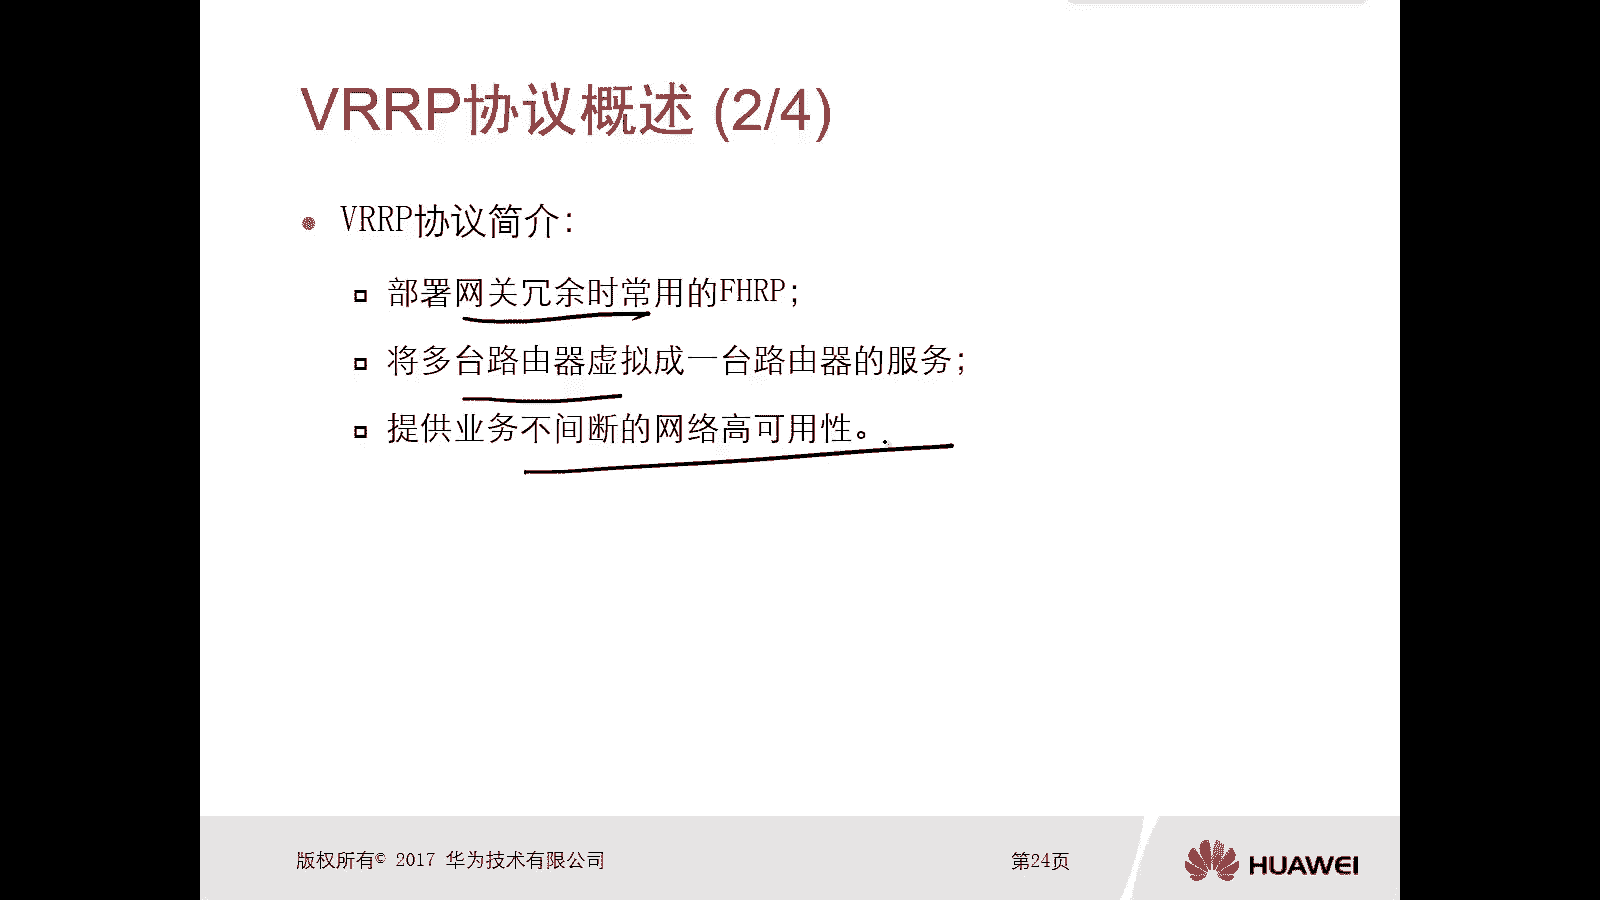 VRRP协议概述 (2/4)
VRRP协议简介:
部署网关冗余时常用的FHRP;
将多台路由器虚拟成一台路由器的服务;
提供业务不间断的网络高可用性。
版权所有© 2017 华为技术有限公司
第24页
HUAWEI